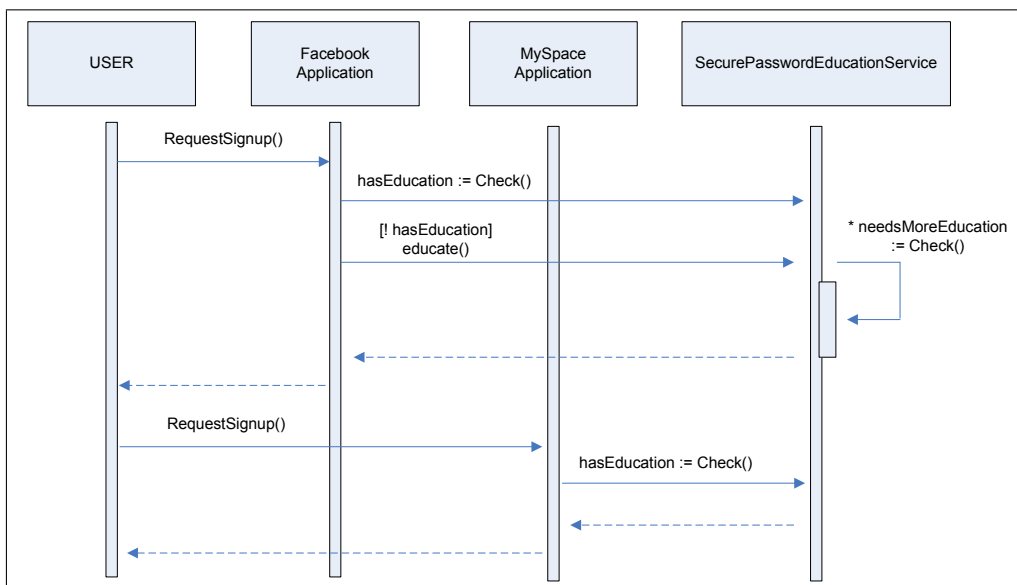 USER
Facebook
Application
MySpace
Application
SecurePasswordEducationService
RequestSignup()
hasEducation := Check()
[! hasEducation]
educate()
* needsMoreEducation
:= Check()
RequestSignup()
hasEducation := Check()